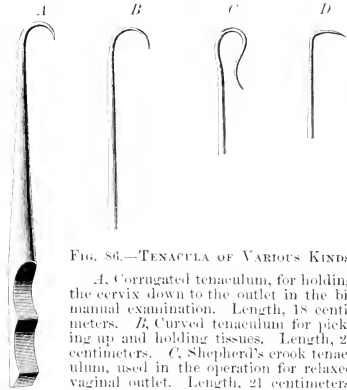 A B C D
FIG. 86.—TENACULA OF VARIOUS KINDS
A, Corrugated tenaculum, for holding
the cervix down to the outlet in the bi
manual examination. Length, 18 centi
meters. B, Curved tenaculum for pick-
ing up and holding tissues. Length, 2
centimeters. C, Shepherd's crook tenac
ulum, used in the operation for relaxed
vaginal outlet. Length, 21 centimeters